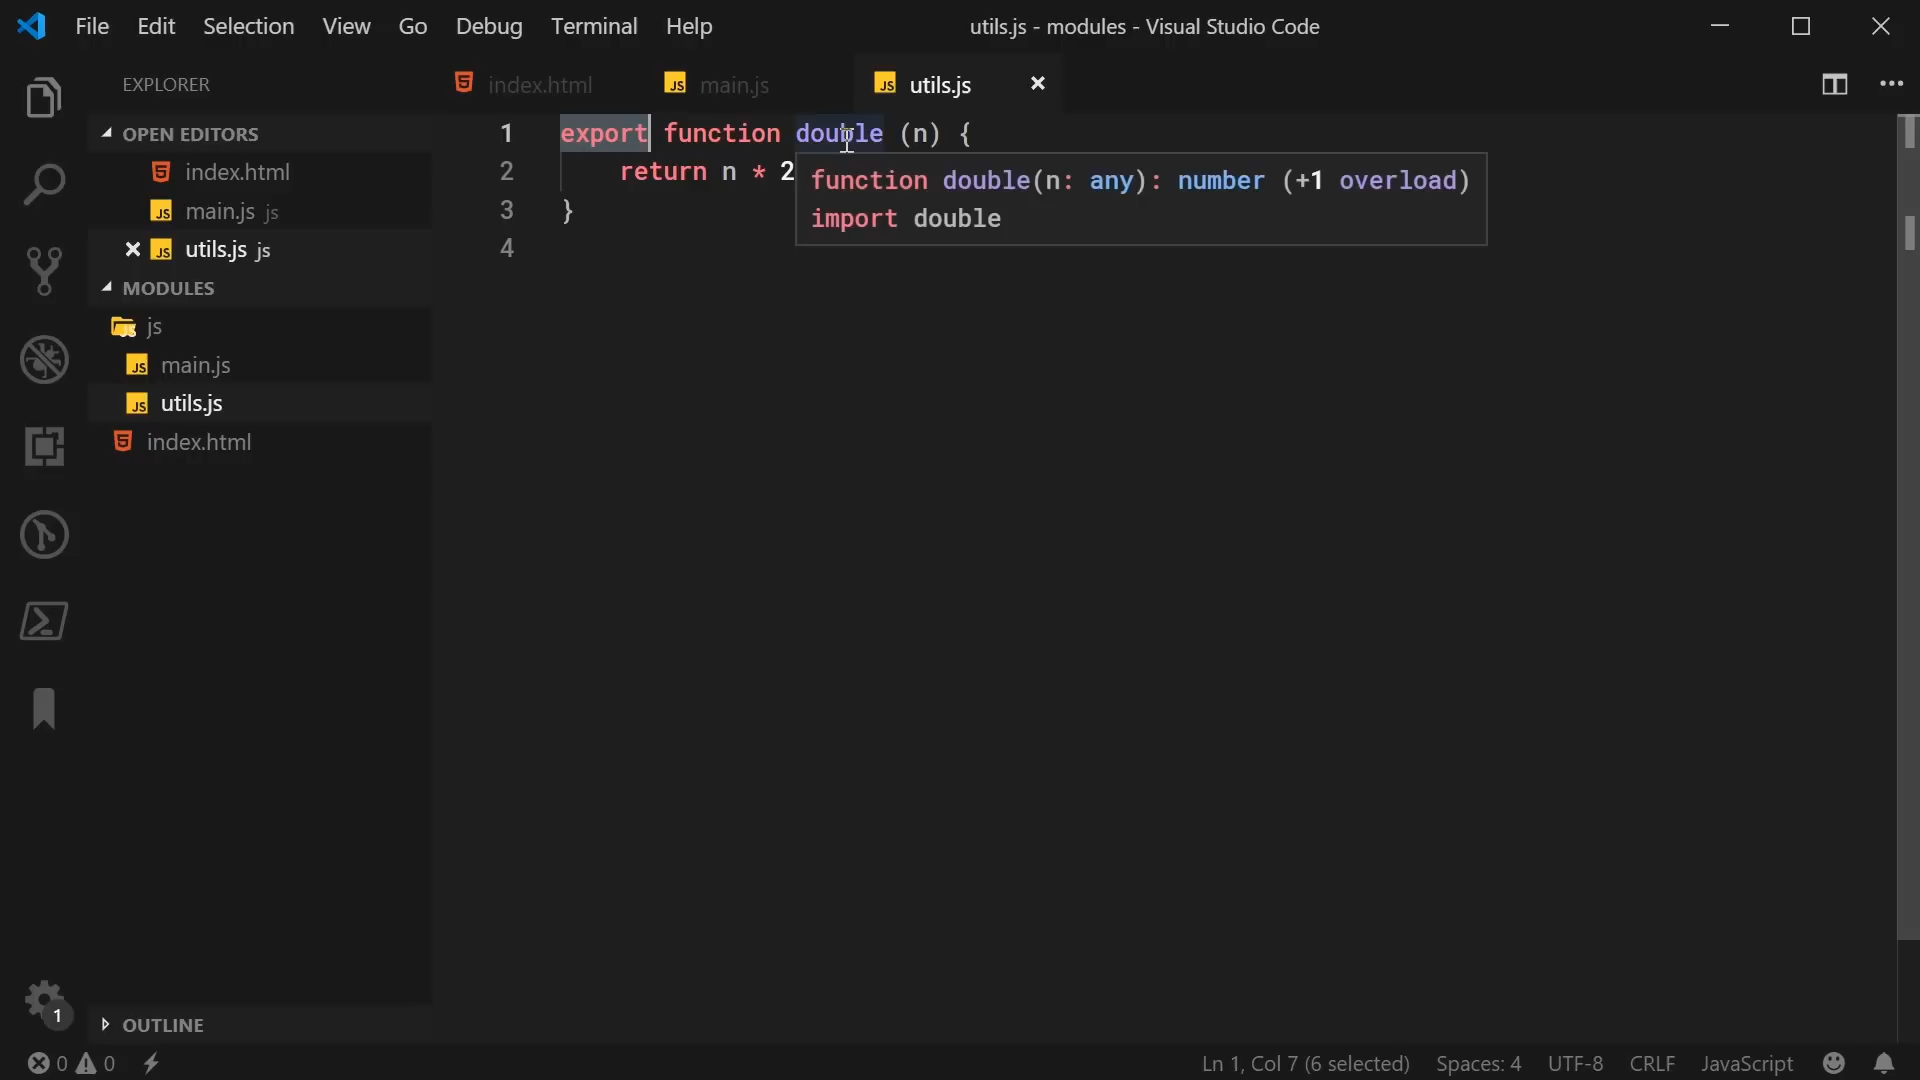 File Edit Selection View Go Debug Terminal Help
utils.js - modules - Visual Studio Code
EXPLORER
OPEN EDITORS
index.html
main.js js
utils.js js
MODULES
js
main.js
utils.js
index.html
OUTLINE
index.html
main.js
utils.js
1 export function double (n) {
2 return n * 2
3 }
4
function double(n: any): number (+1 overload)
import double
1
0 0
Ln 1, Col 7 (6 selected)
Spaces: 4
UTF-8
CRLF
JavaScript